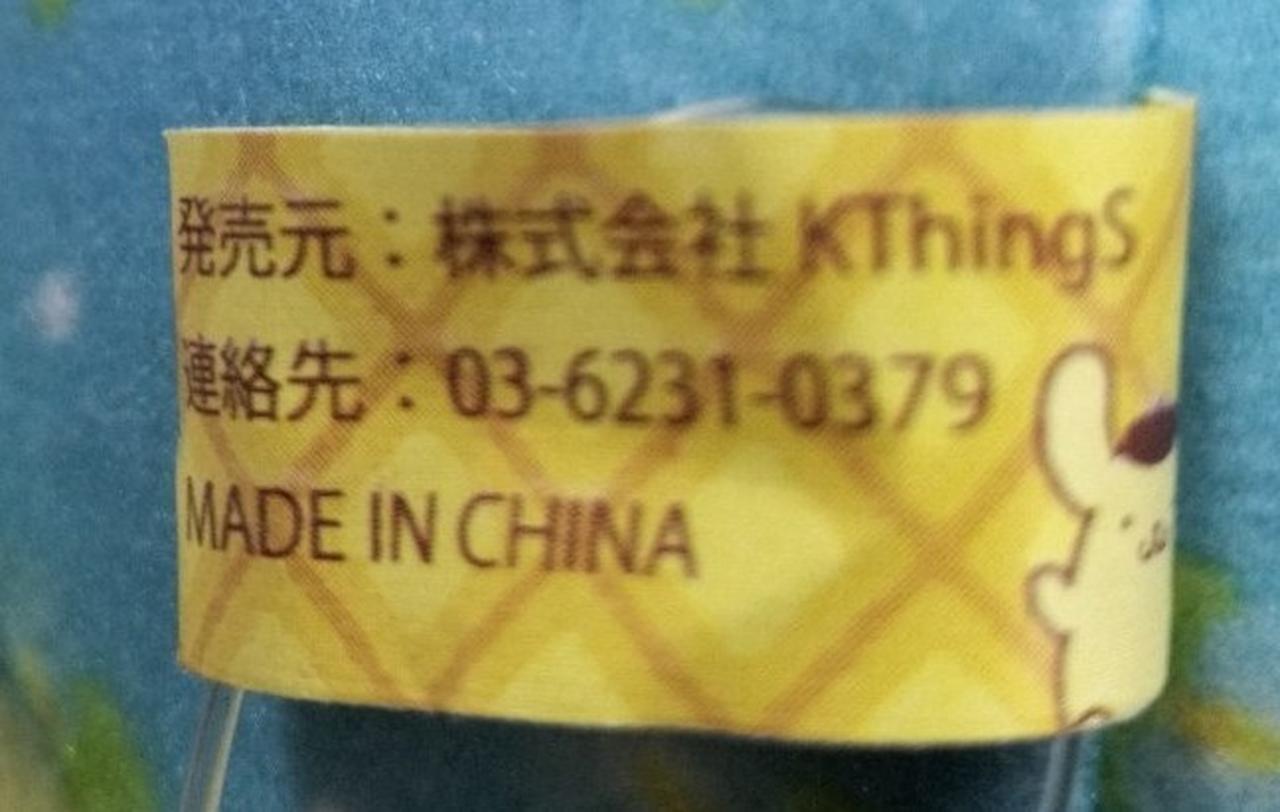 発売元：株式会社 KThingS
連絡先：03-6231-0379
MADE IN CHINA